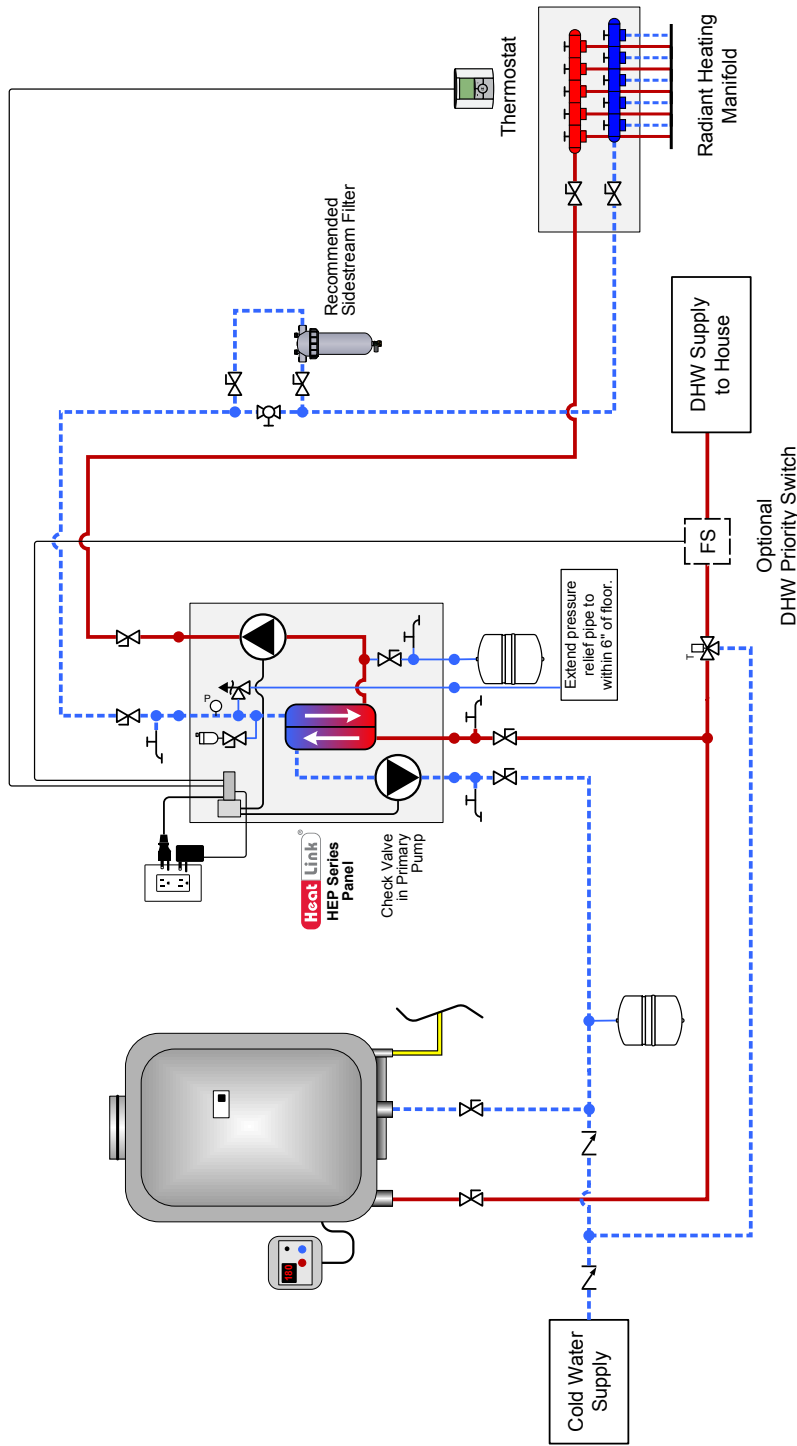 Thermostat
Radiant Heating
Manifold
Recommended
Sidestream Filter
DHW Supply
to House
FS
Optional
DHW Priority Switch
Extend pressure
relief pipe to
within 6" of floor.
P
T
Heat Link®
HEP Series
Panel
Check Valve
in Primary
Pump
180
Cold Water
Supply